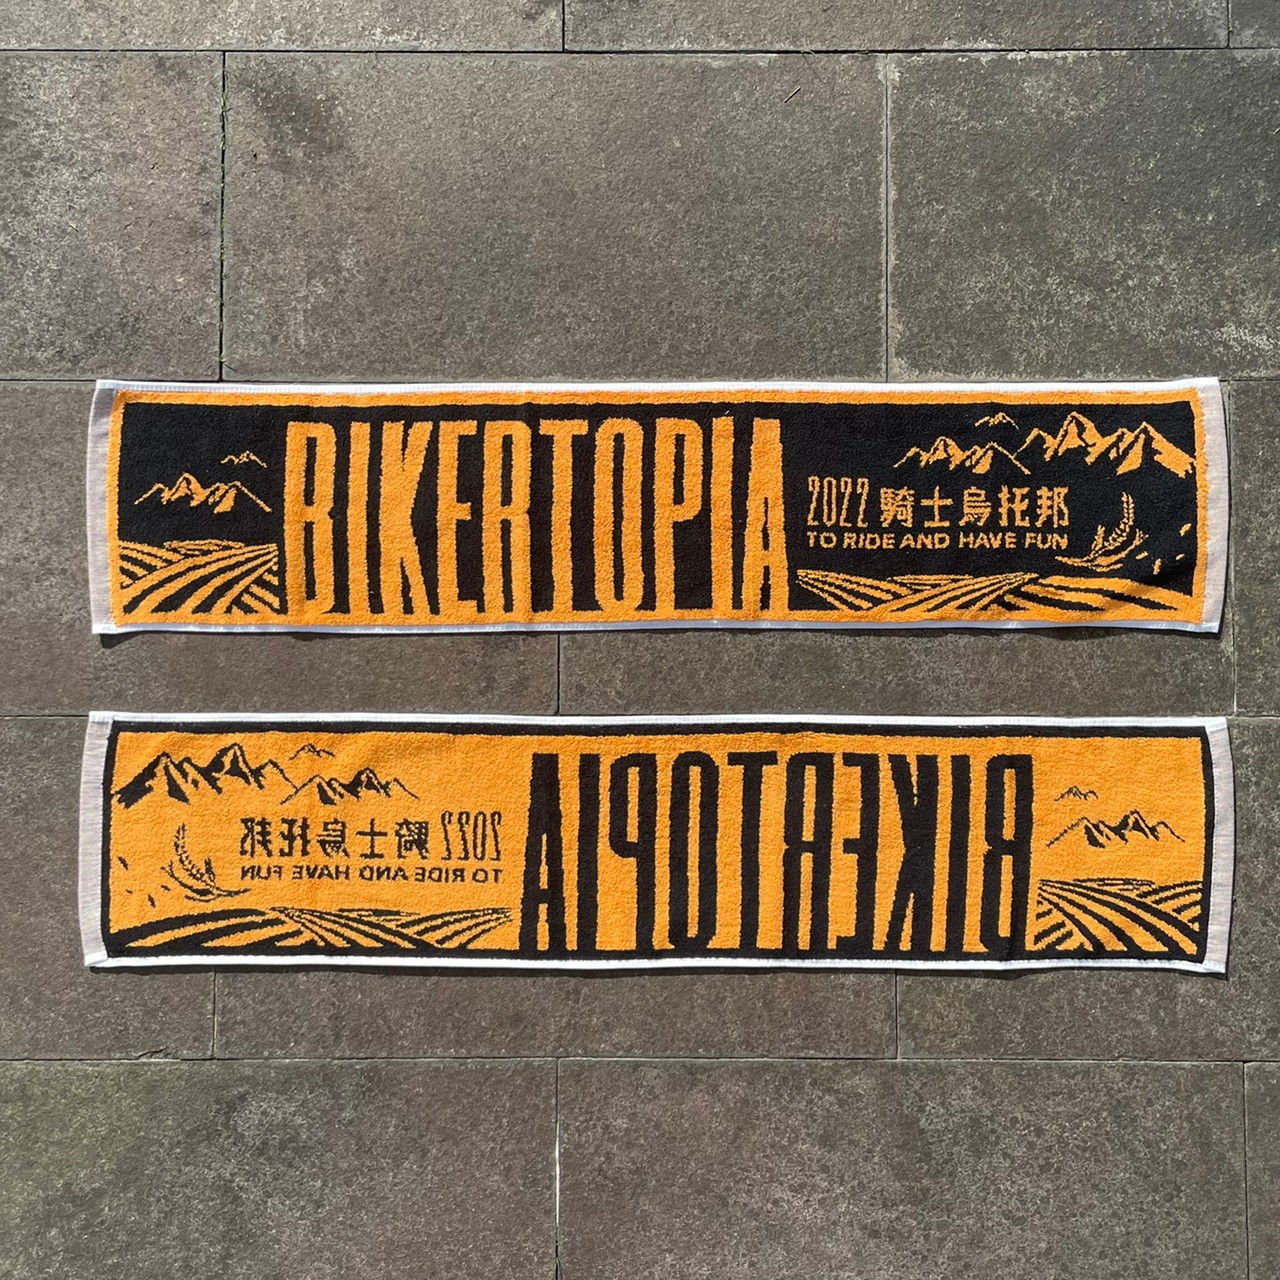 BIKERTOPIA
2022 騎士烏托邦
TO RIDE AND HAVE FUN
BIKERTOPIA
2022 騎士烏托邦
TO RIDE AND HAVE FUN